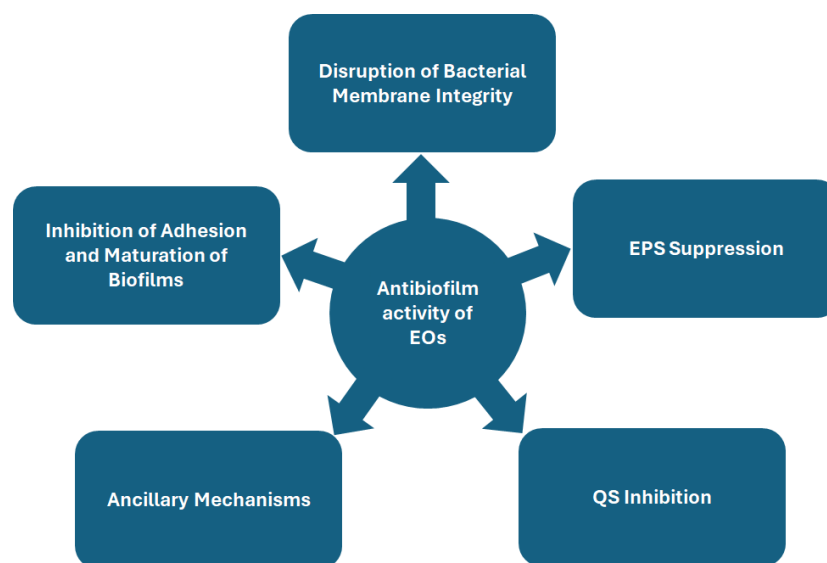 Disruption of Bacterial
Membrane Integrity
Inhibition of Adhesion
and Maturation of
Biofilms
EPS Suppression
Antibiofilm
activity of
EOs
Ancillary Mechanisms
QS Inhibition